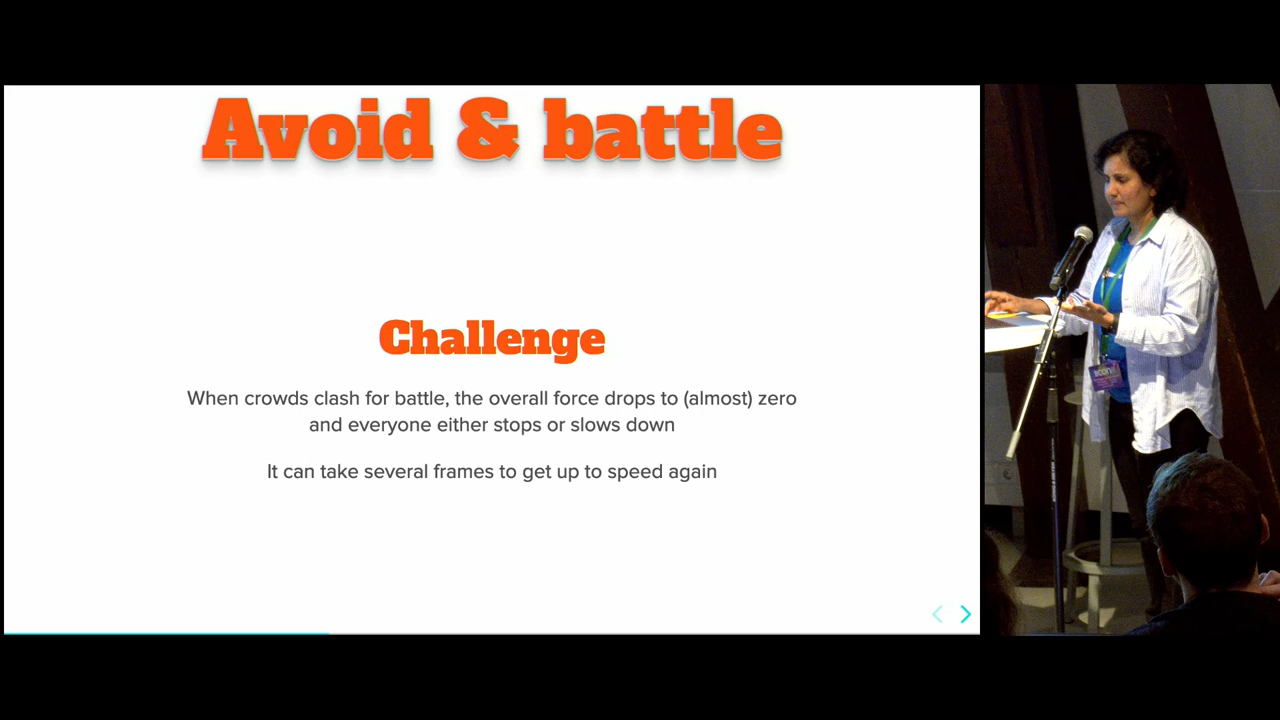 Avoid & battle
Challenge
When crowds clash for battle, the overall force drops to (almost) zero
and everyone either stops or slows down
It can take several frames to get up to speed again